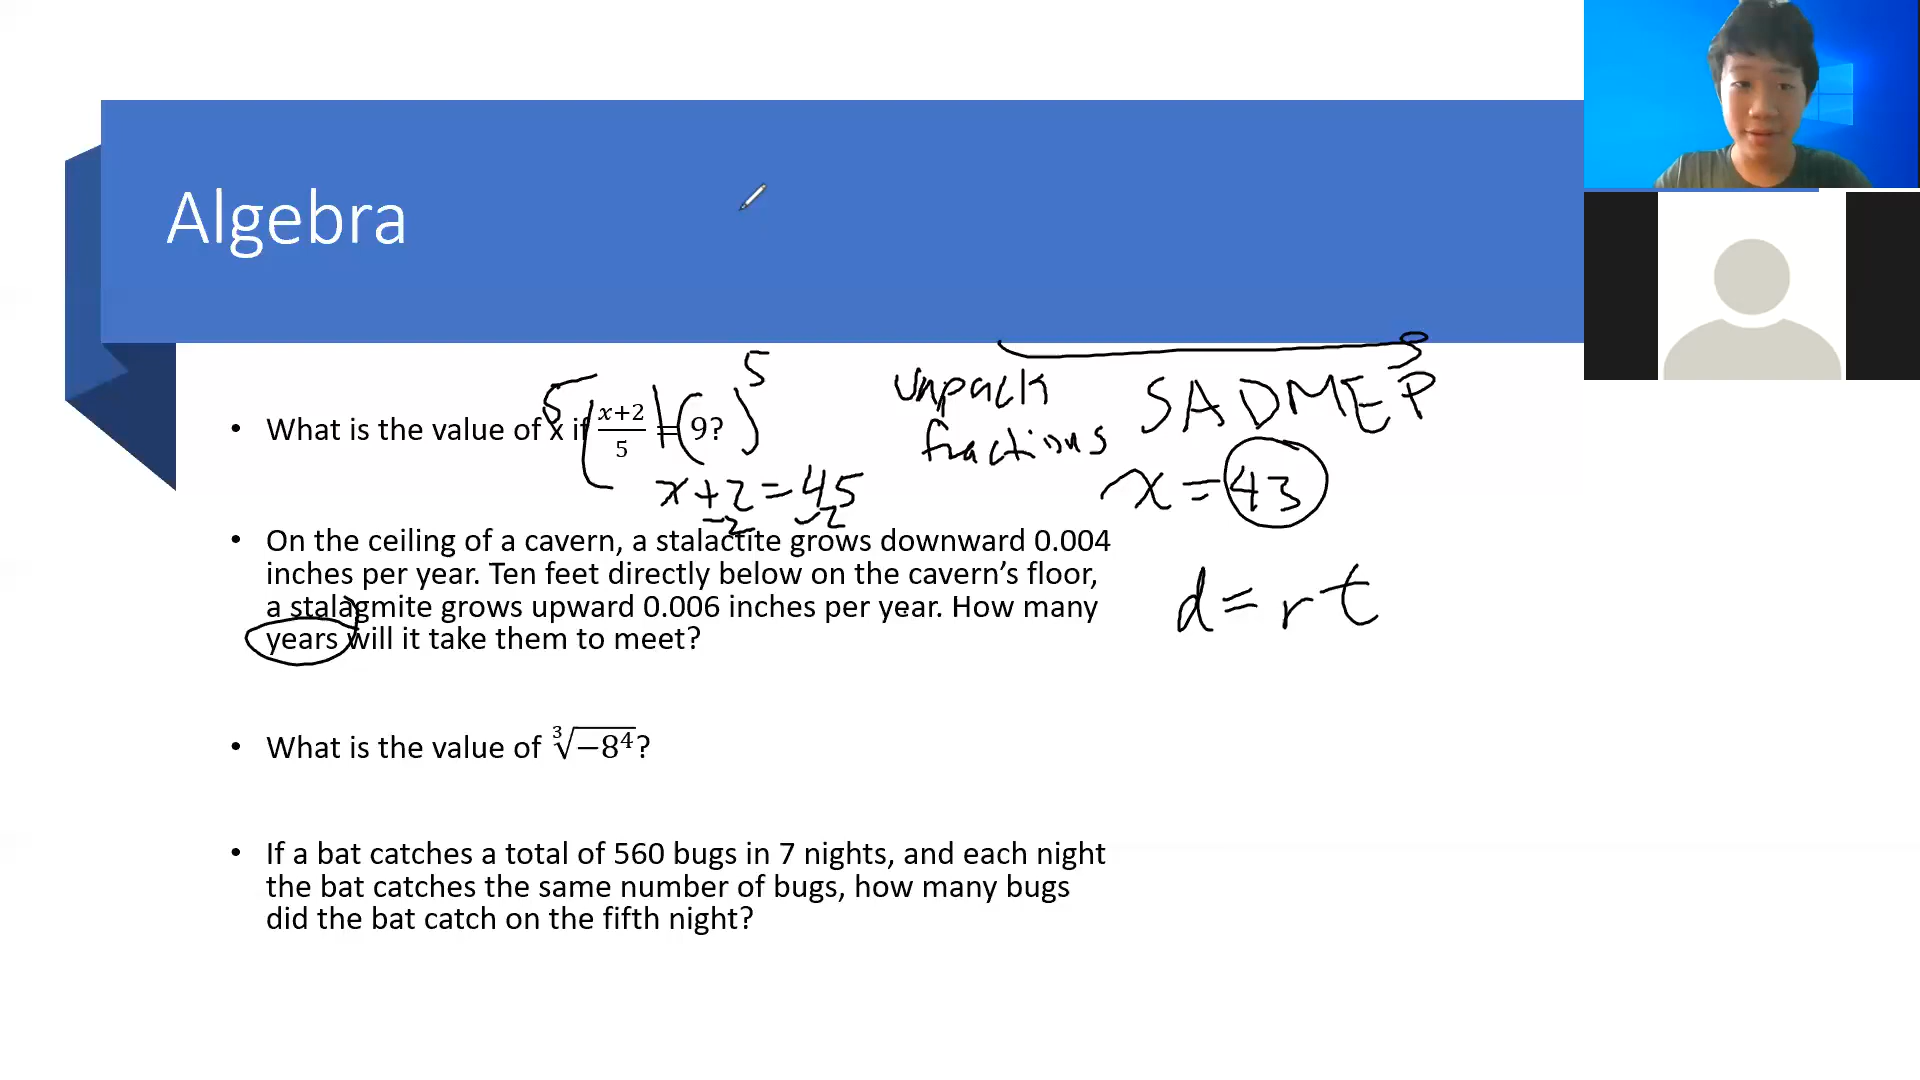 Algebra
• What is the value of x if x+2/5 = 9?
5 ( ) ( ) 5
unpack
fractions
SADMEP
x+2=45
-2 -2
x=43
• On the ceiling of a cavern, a stalactite grows downward 0.004
inches per year. Ten feet directly below on the cavern’s floor,
a stalagmite grows upward 0.006 inches per year. How many
years will it take them to meet?
d=rt
• What is the value of ³√−8⁴?
• If a bat catches a total of 560 bugs in 7 nights, and each night
the bat catches the same number of bugs, how many bugs
did the bat catch on the fifth night?